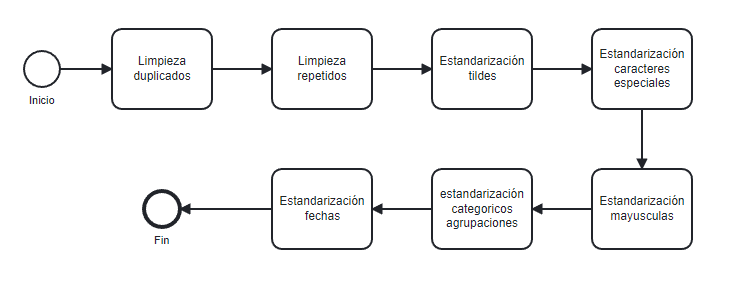 Inicio
Limpieza
duplicados
Limpieza
repetidos
Estandarización
tildes
Estandarización
caracteres
especiales
Estandarización
mayusculas
estandarización
categoricos
agrupaciones
Estandarización
fechas
Fin